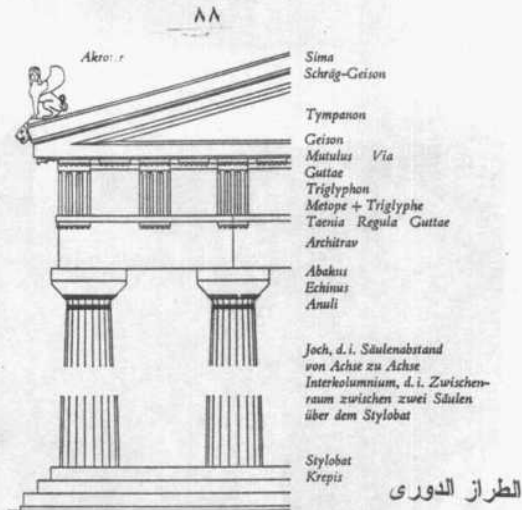 ٨٨
Akroter
Sima
Schräg-Geison
Tympanon
Geison
Mutulus Via
Guttae
Triglyphon
Metope + Triglyphe
Taenia Regula Guttae
Architrav
Abakus
Echinus
Anuli
Joch, d. i. Säulenabstand
von Achse zu Achse
Interkolumnium, d. i. Zwischen-
raum zwischen zwei Säulen
über dem Stylobat
Stylobat
Krepis
الطراز الدورى